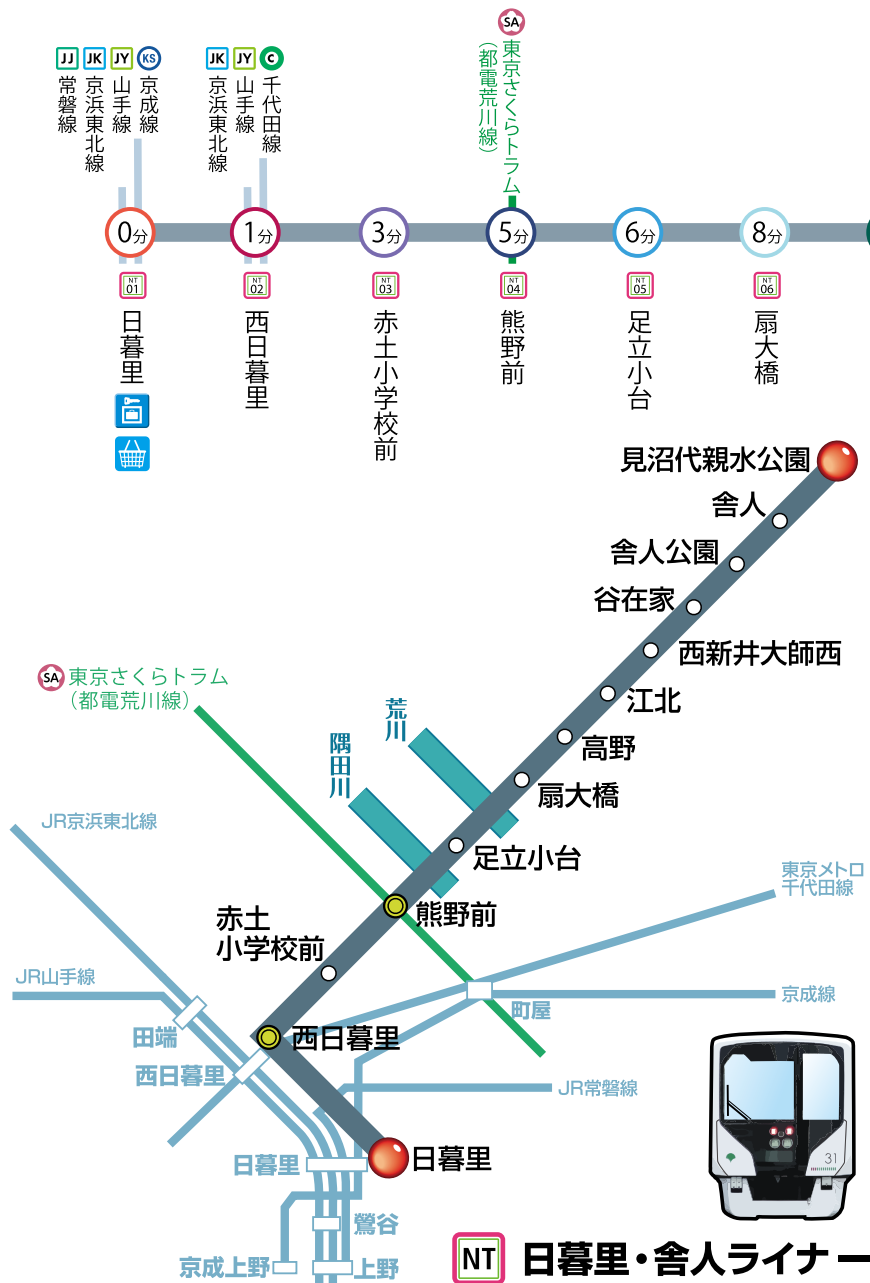 JJ JK JY KS
常磐線
京浜東北線
山手線
京成線
JK JY C
京浜東北線
山手線
千代田線
SA
東京さくらトラム
（都電荒川線）
0分 1分 3分 5分 6分 8分
NT 01
日暮里
NT 02
西日暮里
NT 03
赤土小学校前
NT 04
熊野前
NT 05
足立小台
NT 06
扇大橋
見沼代親水公園
舎人
舎人公園
谷在家
西新井大師西
江北
高野
扇大橋
荒川
隅田川
足立小台
SA 東京さくらトラム
（都電荒川線）
JR京浜東北線
東京メトロ
千代田線
熊野前
赤土
小学校前
JR山手線
京成線
町屋
田端
西日暮里
西日暮里
JR常磐線
日暮里
日暮里
鶯谷
京成上野
上野
31
NT 日暮里・舎人ライナー